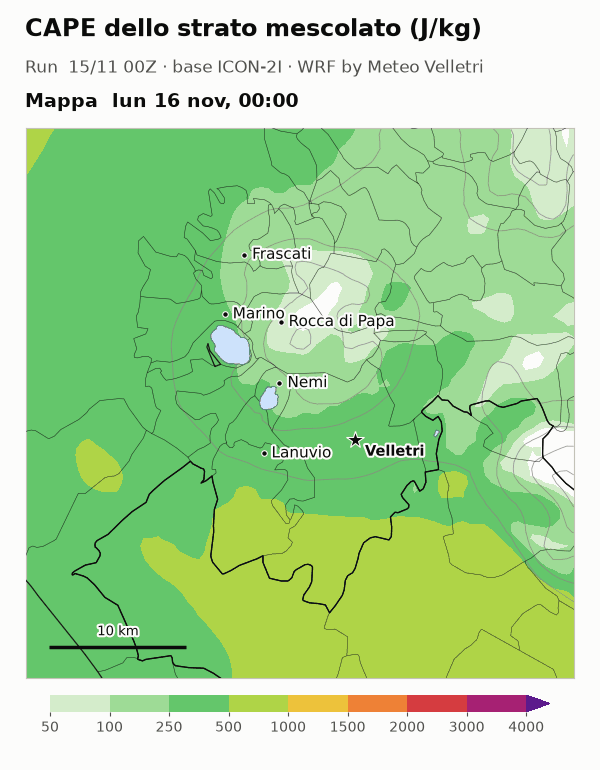 CAPE dello strato mescolato (J/kg)
Run  15/11 00Z · base ICON-2I · WRF by Meteo Velletri
Mappa  lun 16 nov, 00:00
Frascati
Marino
Rocca di Papa
Nemi
Velletri
Lanuvio
10 km
50 100 250 500 1000 1500 2000 3000 4000